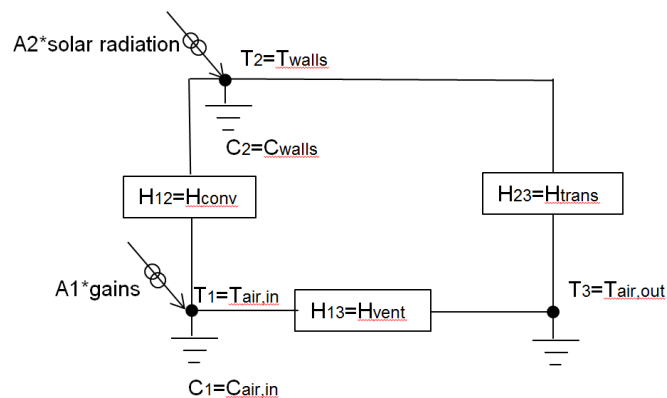 A2*solar radiation
T2=Twalls
C2=Cwalls
H12=Hconv
H23=Htrans
A1*gains
T1=Tair,in
H13=Hvent
T3=Tair,out
C1=Cair,in